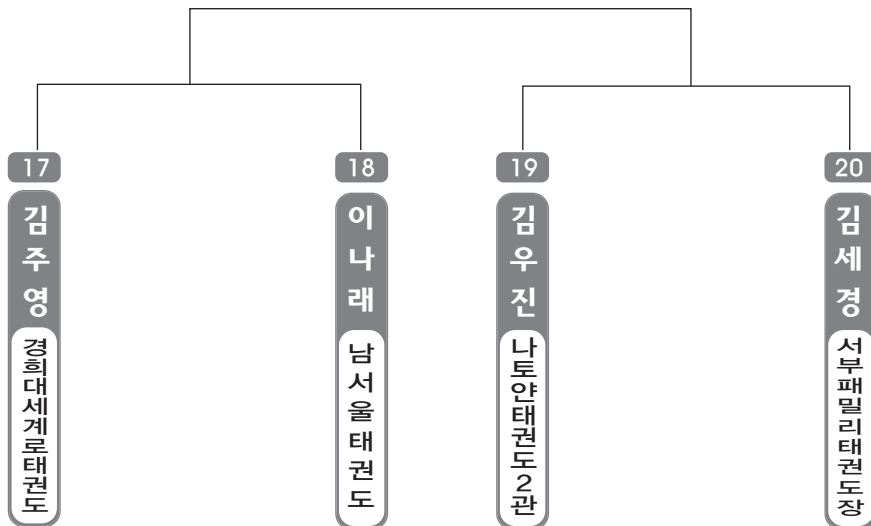 17
김주영
경희대세계로태권도
18
이나래
남서울태권도
19
김우진
나토얀태권도2관
20
김세경
서부패밀리태권도장